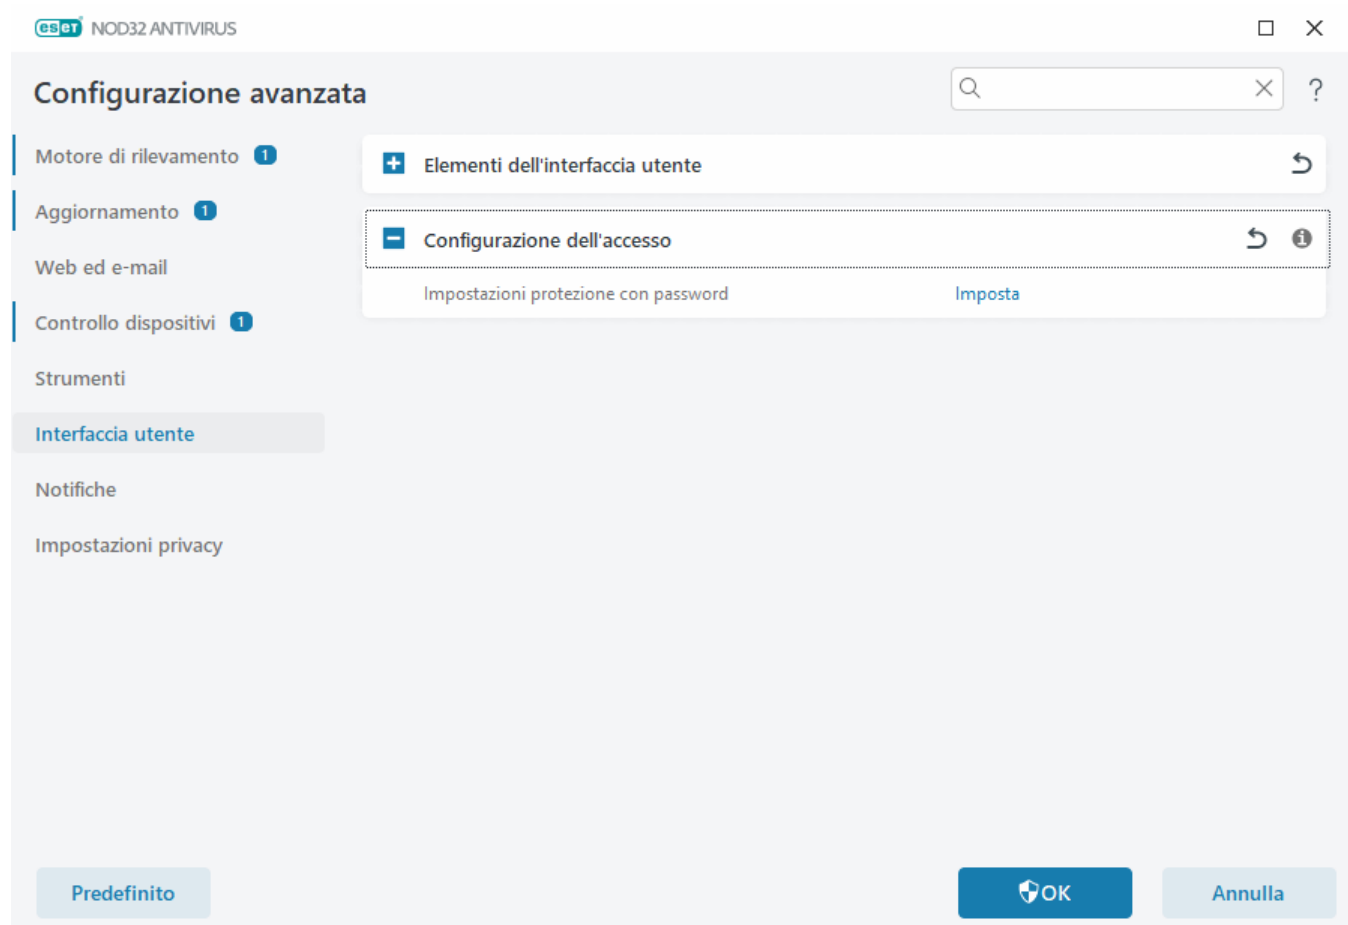 eset NOD32 ANTIVIRUS
Configurazione avanzata
?
Motore di rilevamento 1
Aggiornamento 1
Web ed e-mail
Controllo dispositivi 1
Strumenti
Interfaccia utente
Notifiche
Impostazioni privacy
Elementi dell'interfaccia utente
Configurazione dell'accesso
Impostazioni protezione con password Imposta
Predefinito
OK
Annulla